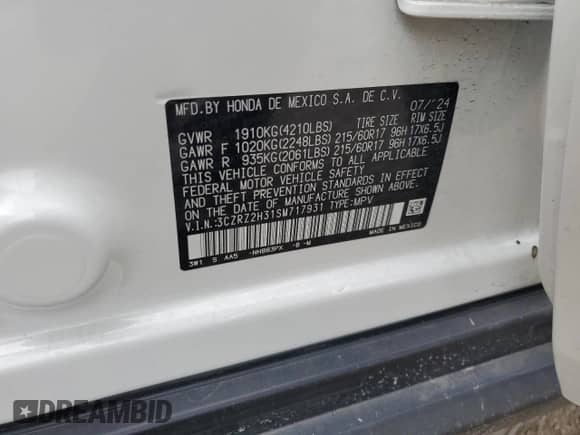 MFD.BY HONDA DE MEXICO S.A. DE C.V. 07/'24
GVWR 1910KG(4210LBS) TIRE SIZE RIM SIZE
GAWR F 1020KG(2248LBS) 215/60R17 96H 17X6.5J
GAWR R 935KG(2061LBS) 215/60R17 96H 17X6.5J
THIS VEHICLE CONFORMS TO ALL APPLICABLE
FEDERAL MOTOR VEHICLE SAFETY
AND THEFT PREVENTION STANDARDS IN EFFECT
ON THE DATE OF MANUFACTURE SHOWN ABOVE.
V.I.N.:3CZRZ2H31SM717931 TYPE:MPV
3W1 S AA5 -NH883PX -B -M MADE IN MEXICO
DREAMBID